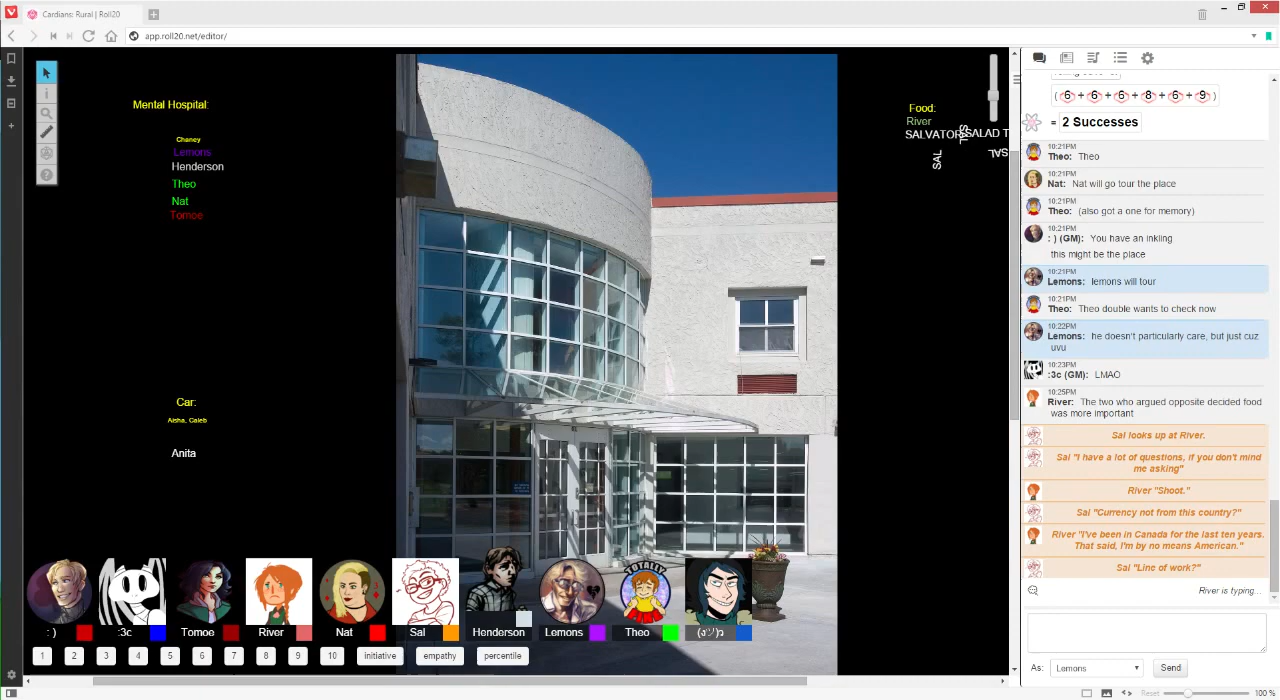 Cardians: Rural | Roll20
app.roll20.net/editor/
Mental Hospital:
Chaney
Lemons
Henderson
Theo
Nat
Tomoe
Car:
Aisha, Caleb
Anita
Food:
River
SALVATOR
SAL
SALAD T
SAL
SAL
TOTALLY
: )
:3c
Tomoe
River
Nat
Sal
Henderson
Lemons
Theo
1
2
3
4
5
6
7
8
9
10
initiative
empathy
percentile
(6+6+6+8+6+9)
= 2 Successes
10:21PM
Theo: Theo
10:21PM
Nat: Nat will go tour the place
10:21PM
Theo: (also got a one for memory)
10:21PM
: ) (GM): You have an inkling
this might be the place
10:21PM
Lemons: lemons will tour
10:21PM
Theo: Theo double wants to check now
10:22PM
Lemons: he doesn't particularly care, but just cuz
uvu
10:23PM
:3c (GM): LMAO
10:25PM
River: The two who argued opposite decided food
was more important
Sal looks up at River.
Sal "I have a lot of questions, if you don't mind
me asking"
River "Shoot."
Sal "Currency not from this country?"
River "I've been in Canada for the last ten years.
That said, I'm by no means American."
Sal "Line of work?"
River is typing...
As:
Lemons
Send
Reset
100 %